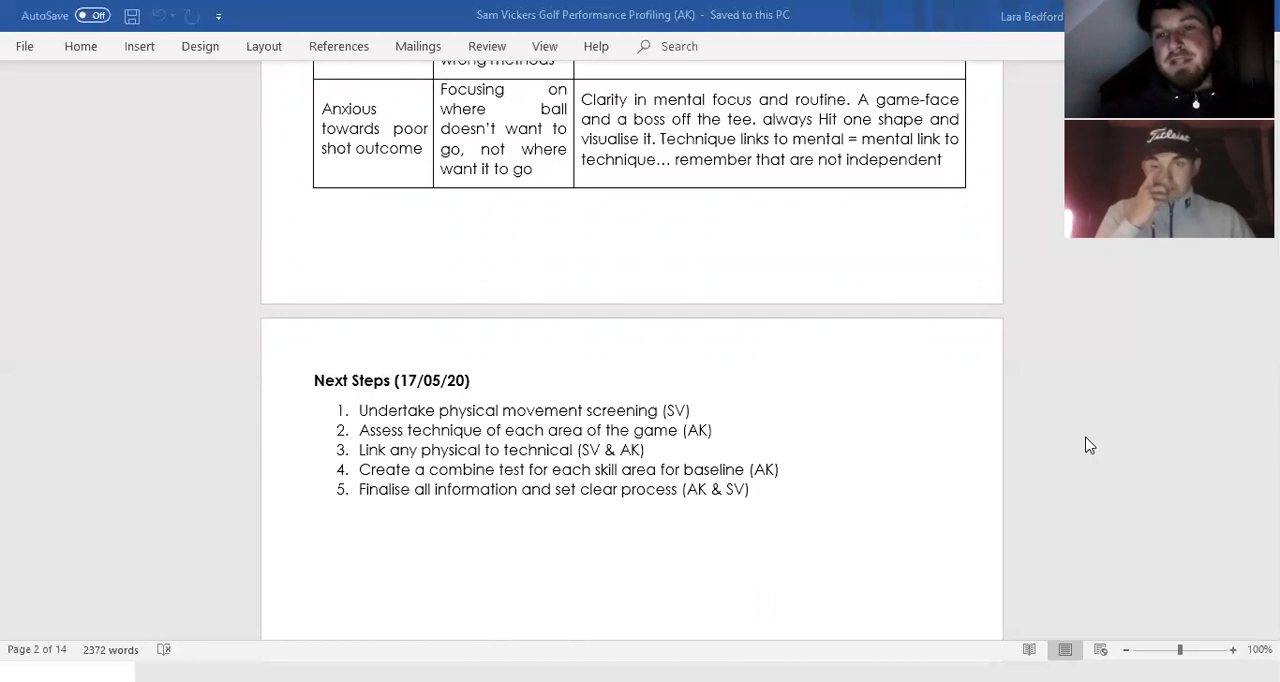 AutoSave Off
Sam Vickers Golf Performance Profiling (AK) - Saved to this PC
Lara Bedford
File Home Insert Design Layout References Mailings Review View Help Search
wrong methods
Anxious
towards poor
shot outcome
Focusing on
where ball
doesn't want to
go, not where
want it to go
Clarity in mental focus and routine. A game-face
and a boss off the tee. always Hit one shape and
visualise it. Technique links to mental = mental link to
technique... remember that are not independent
Next Steps (17/05/20)
1. Undertake physical movement screening (SV)
2. Assess technique of each area of the game (AK)
3. Link any physical to technical (SV & AK)
4. Create a combine test for each skill area for baseline (AK)
5. Finalise all information and set clear process (AK & SV)
Page 2 of 14 2372 words
100%
Titleist